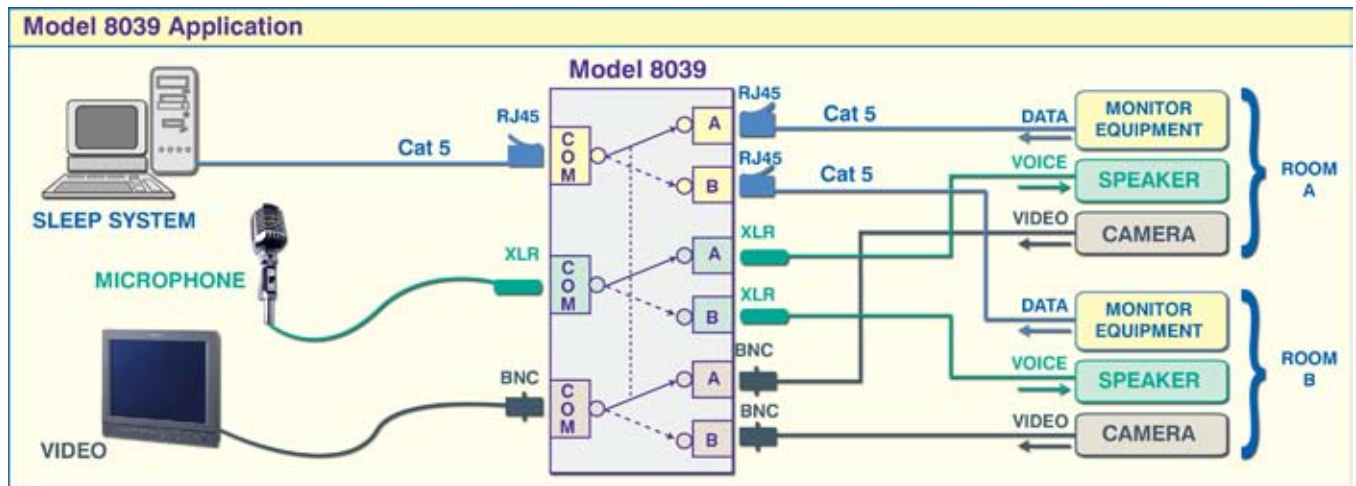 Model 8039 Application
Model 8039
RJ45
Cat 5
SLEEP SYSTEM
MICROPHONE
XLR
VIDEO
BNC
COM
A
B
COM
A
B
COM
A
B
RJ45
Cat 5
RJ45
Cat 5
XLR
XLR
BNC
BNC
DATA
MONITOR
EQUIPMENT
VOICE
SPEAKER
VIDEO
CAMERA
ROOM
A
DATA
MONITOR
EQUIPMENT
VOICE
SPEAKER
VIDEO
CAMERA
ROOM
B